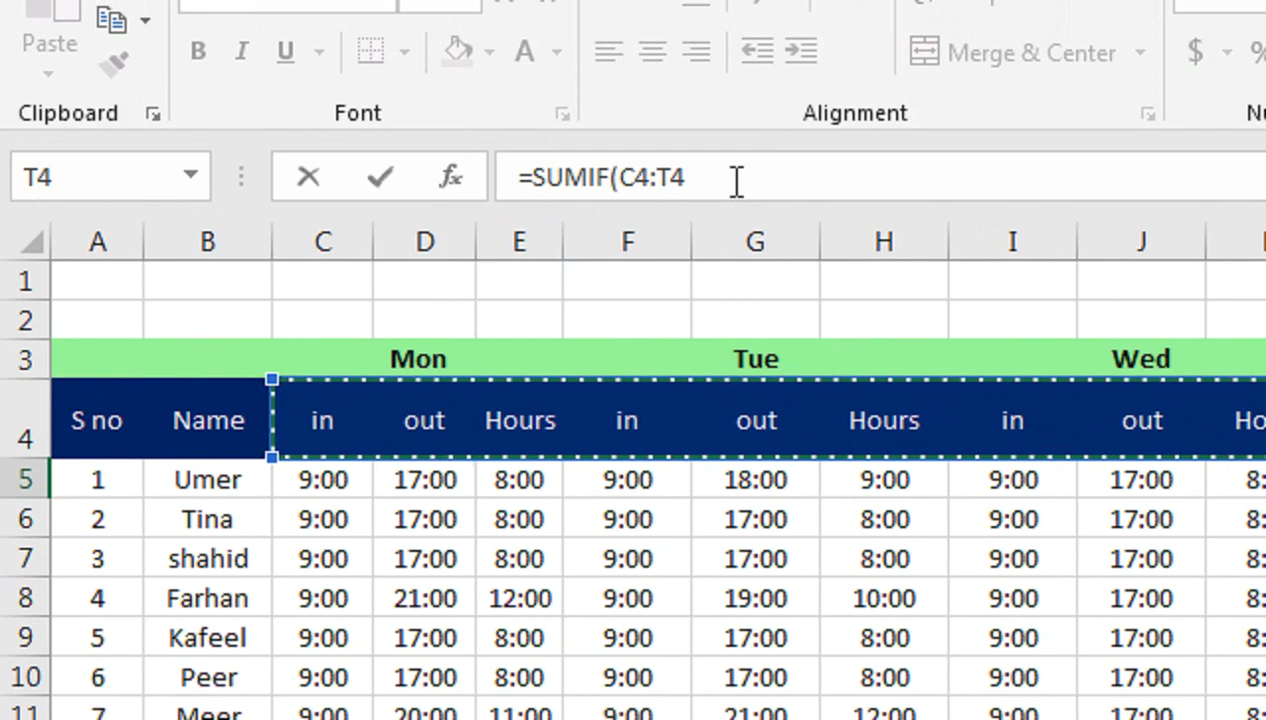 Paste
B I U A
Merge & Center
$ %
Clipboard Font Alignment
T4 fx =SUMIF(C4:T4
A B C D E F G H I J
1
2
3 Mon Tue Wed
4 S no Name in out Hours in out Hours in out Ho
5 1 Umer 9:00 17:00 8:00 9:00 18:00 9:00 9:00 17:00 8:
6 2 Tina 9:00 17:00 8:00 9:00 17:00 8:00 9:00 17:00 8:
7 3 shahid 9:00 17:00 8:00 9:00 17:00 8:00 9:00 17:00 8:
8 4 Farhan 9:00 21:00 12:00 9:00 19:00 10:00 9:00 17:00 8:
9 5 Kafeel 9:00 17:00 8:00 9:00 17:00 8:00 9:00 17:00 8:
10 6 Peer 9:00 17:00 8:00 9:00 17:00 8:00 9:00 17:00 8:
11 7 Meer 9:00 20:00 11:00 9:00 21:00 12:00 9:00 17:00 8: